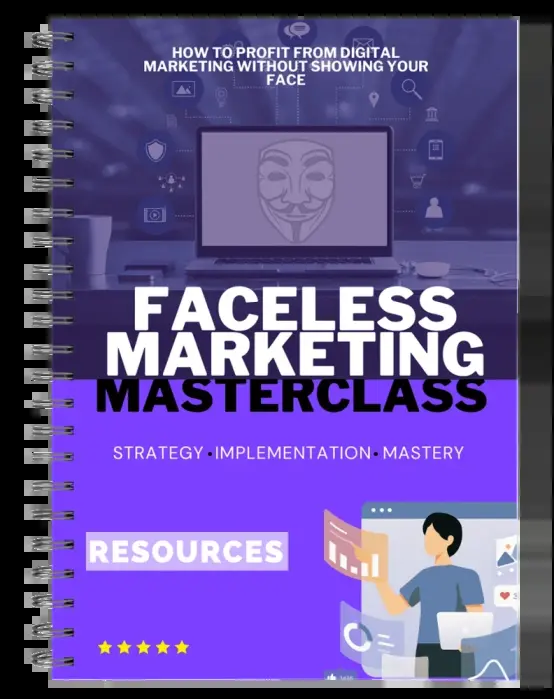 HOW TO PROFIT FROM DIGITAL
MARKETING WITHOUT SHOWING YOUR
FACE
FACELESS
MARKETING
MASTERCLASS
STRATEGY • IMPLEMENTATION • MASTERY
RESOURCES